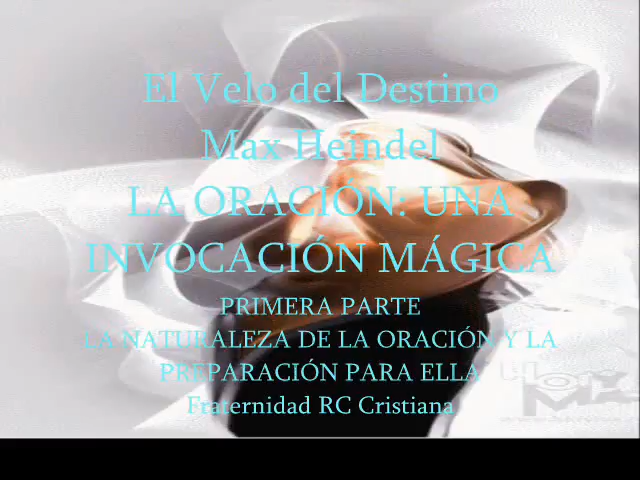 El Velo del Destino
Max Heindel
LA ORACIÓN: UNA
INVOCACIÓN MÁGICA
PRIMERA PARTE
LA NATURALEZA DE LA ORACIÓN Y LA
PREPARACIÓN PARA ELLA
Fraternidad RC Cristiana